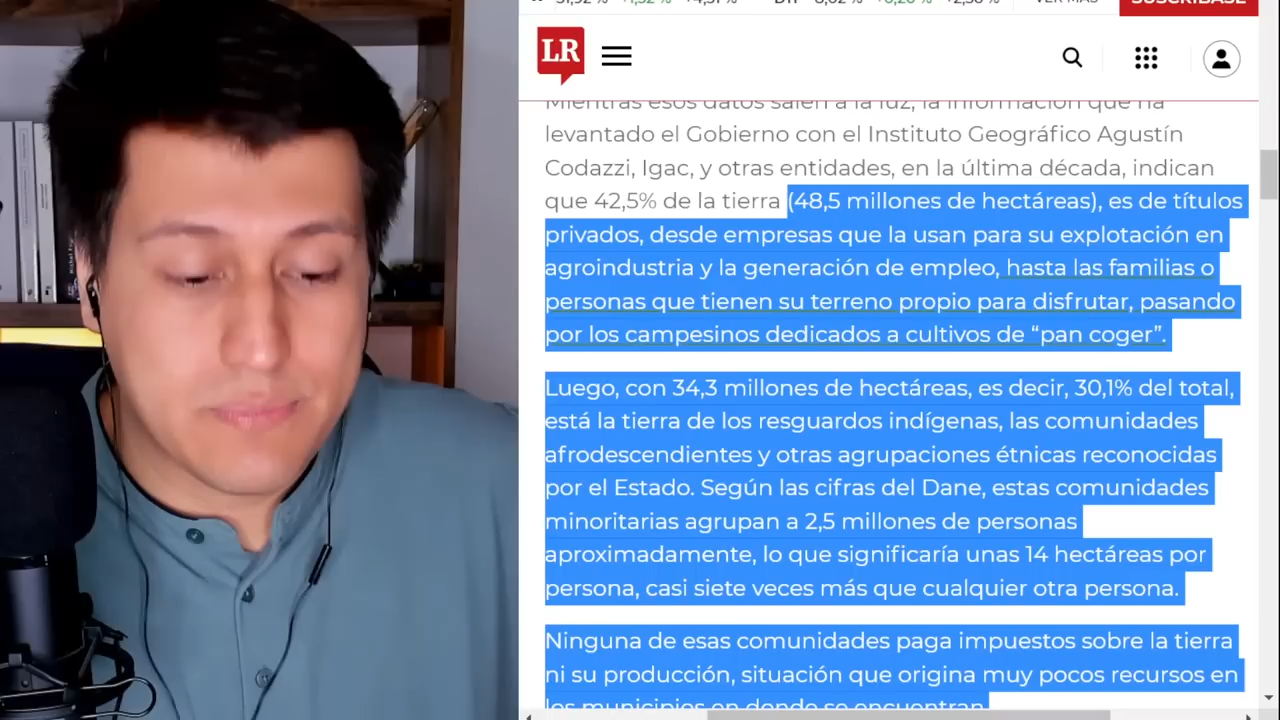 SUSCRÍBASE
LR
Mientras esos datos salen a la luz, la información que ha
levantado el Gobierno con el Instituto Geográfico Agustín
Codazzi, Igac, y otras entidades, en la última década, indican
que 42,5% de la tierra (48,5 millones de hectáreas), es de títulos
privados, desde empresas que la usan para su explotación en
agroindustria y la generación de empleo, hasta las familias o
personas que tienen su terreno propio para disfrutar, pasando
por los campesinos dedicados a cultivos de “pan coger”.
Luego, con 34,3 millones de hectáreas, es decir, 30,1% del total,
está la tierra de los resguardos indígenas, las comunidades
afrodescendientes y otras agrupaciones étnicas reconocidas
por el Estado. Según las cifras del Dane, estas comunidades
minoritarias agrupan a 2,5 millones de personas
aproximadamente, lo que significaría unas 14 hectáreas por
persona, casi siete veces más que cualquier otra persona.
Ninguna de esas comunidades paga impuestos sobre la tierra
ni su producción, situación que origina muy pocos recursos en
los municipios en donde se encuentran.